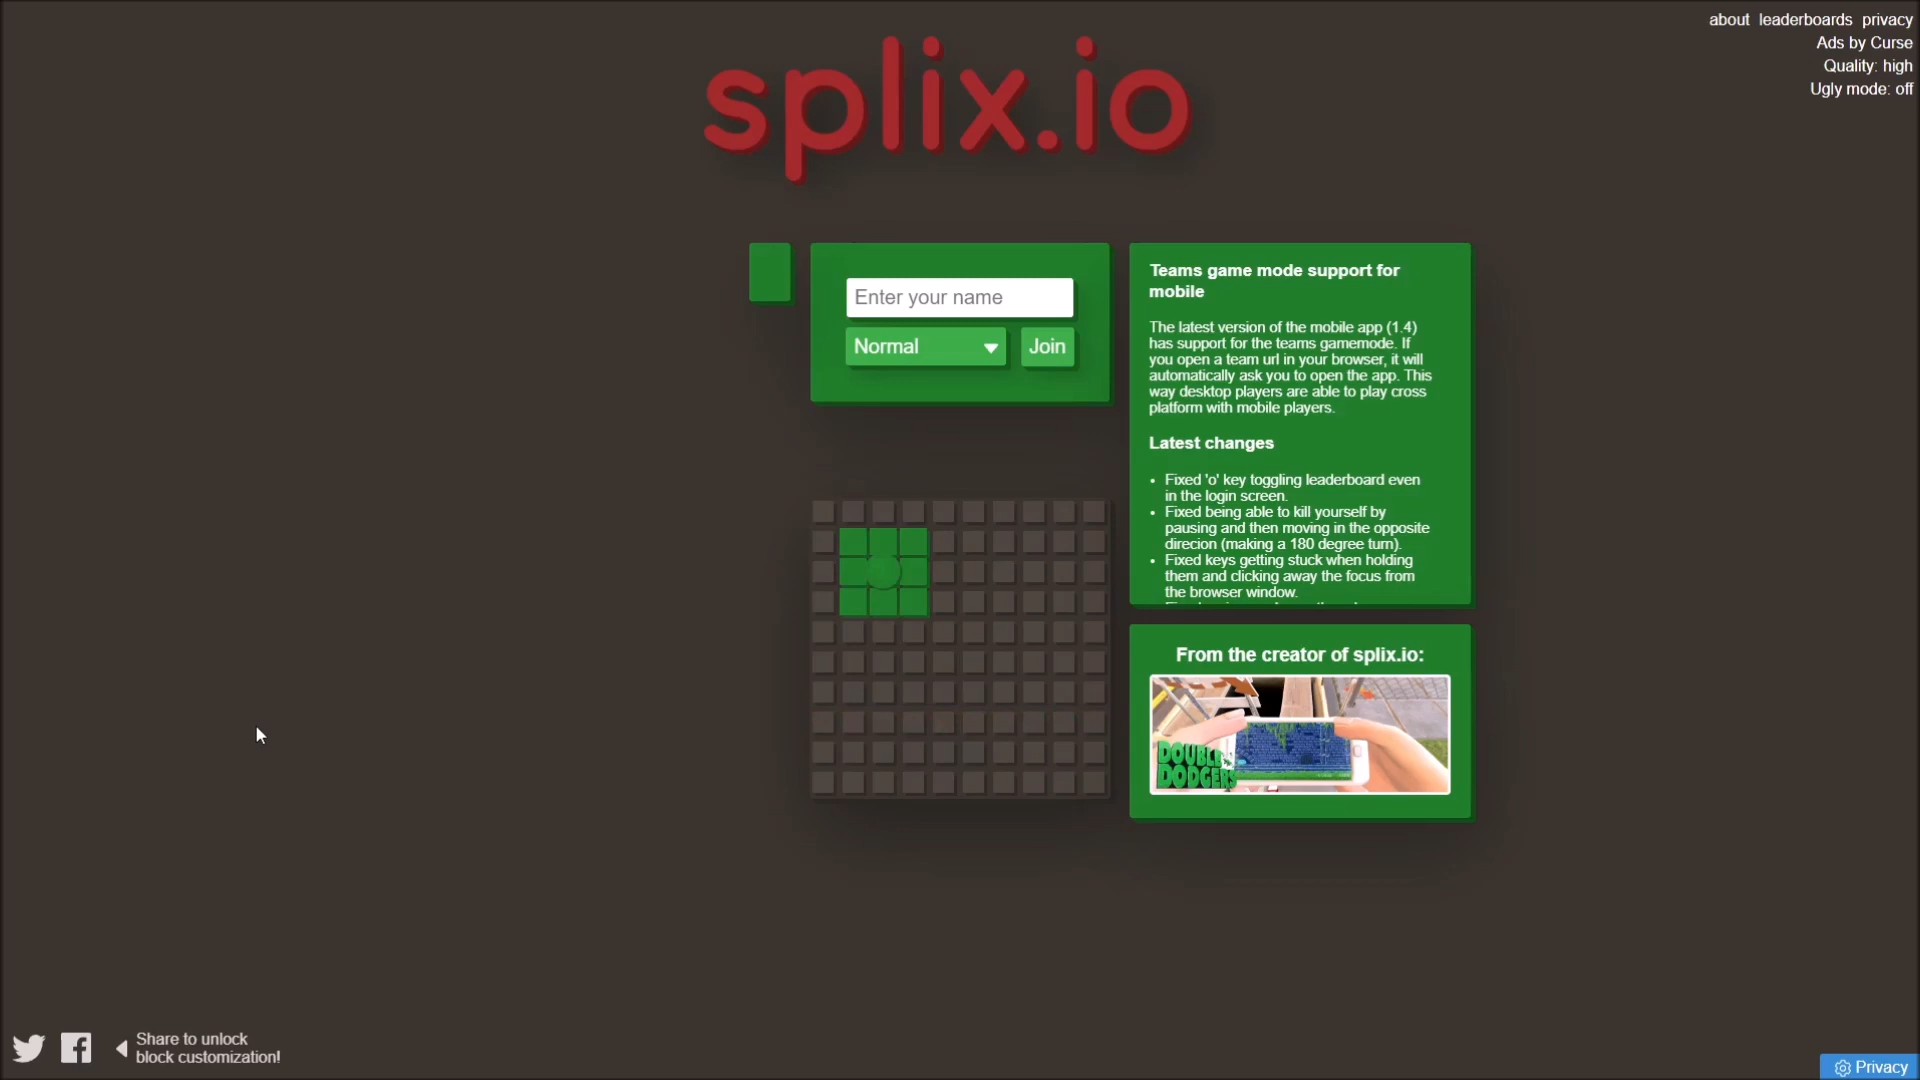 about leaderboards privacy
Ads by Curse
Quality: high
Ugly mode: off
splix.io
Enter your name
Normal
Join
Teams game mode support for
mobile
The latest version of the mobile app (1.4)
has support for the teams gamemode. If
you open a team url in your browser, it will
automatically ask you to open the app. This
way desktop players are able to play cross
platform with mobile players.
Latest changes
• Fixed 'o' key toggling leaderboard even
in the login screen.
• Fixed being able to kill yourself by
pausing and then moving in the opposite
direcion (making a 180 degree turn).
• Fixed keys getting stuck when holding
them and clicking away the focus from
the browser window.
From the creator of splix.io:
DOUBLE
DODGERS
Share to unlock
block customization!
Privacy